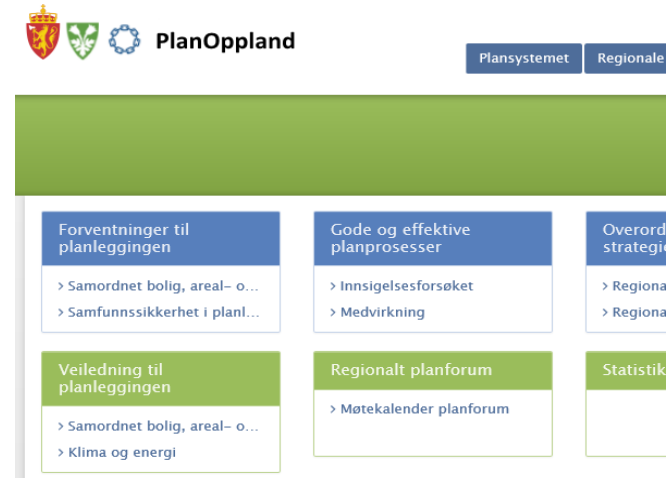 PlanOppland
Plansystemet
Regionale
Forventninger til
planleggingen
> Samordnet bolig, areal– o...
> Samfunnssikkerhet i planl...
Gode og effektive
planprosesser
> Innsigelsesforsøket
> Medvirkning
Overord
strategi
> Regiona
> Regiona
Veiledning til
planleggingen
> Samordnet bolig, areal– o...
> Klima og energi
Regionalt planforum
> Møtekalender planforum
Statistik